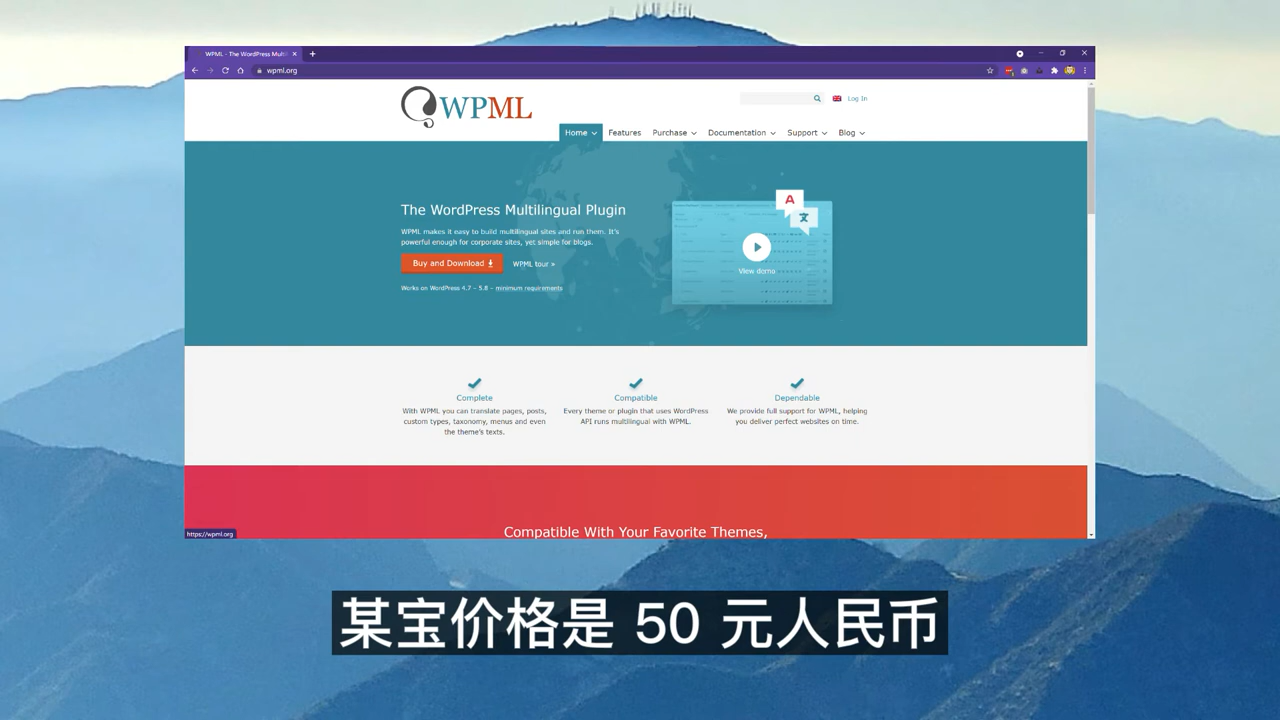 WPML - The WordPress Multi
wpml.org
WPML
Log In
Home
Features
Purchase
Documentation
Support
Blog
The WordPress Multilingual Plugin
WPML makes it easy to build multilingual sites and run them. It's
powerful enough for corporate sites, yet simple for blogs.
Buy and Download
WPML tour »
Works on WordPress 4.7 – 5.8 – minimum requirements
A
文
View demo
Complete
With WPML you can translate pages, posts,
custom types, taxonomy, menus and even
the theme's texts.
Compatible
Every theme or plugin that uses WordPress
API runs multilingual with WPML.
Dependable
We provide full support for WPML, helping
you deliver perfect websites on time.
Compatible With Your Favorite Themes,
https://wpml.org
某宝价格是 50 元人民币